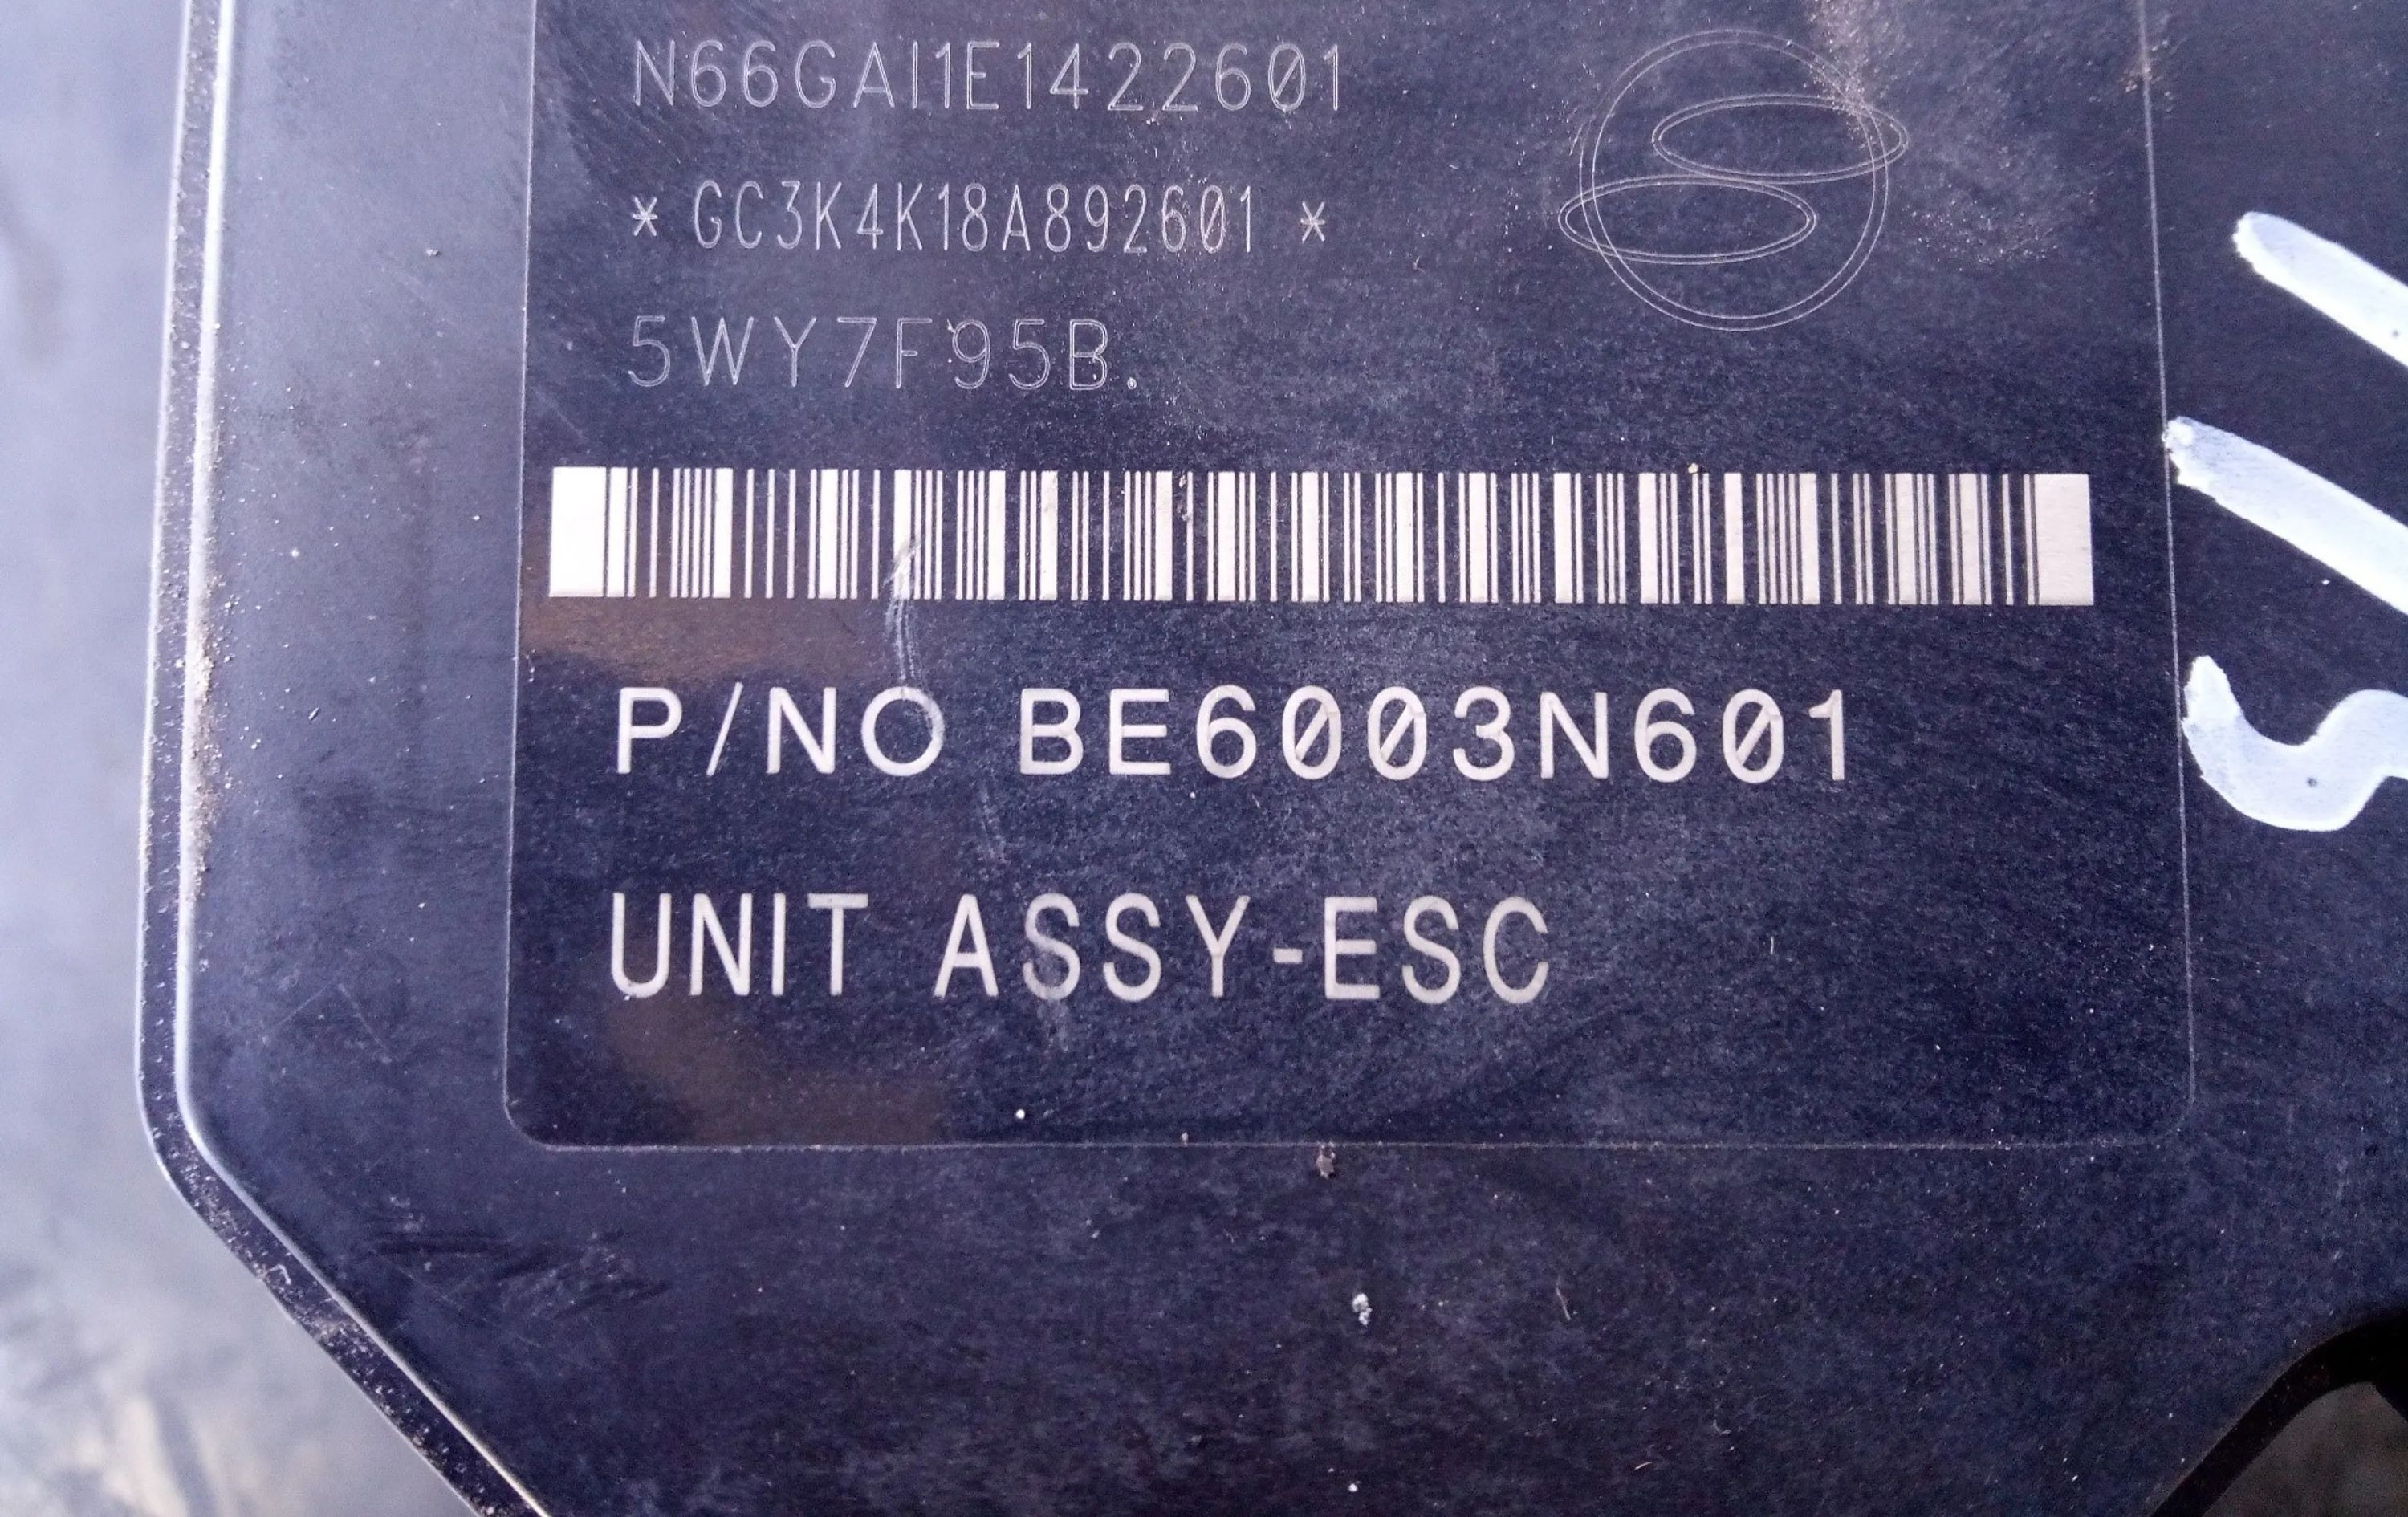 N66GAI1E1422601
* GC3K4K18A892601 *
5WY7F95B.
P/NO BE6003N601
UNIT ASSY-ESC